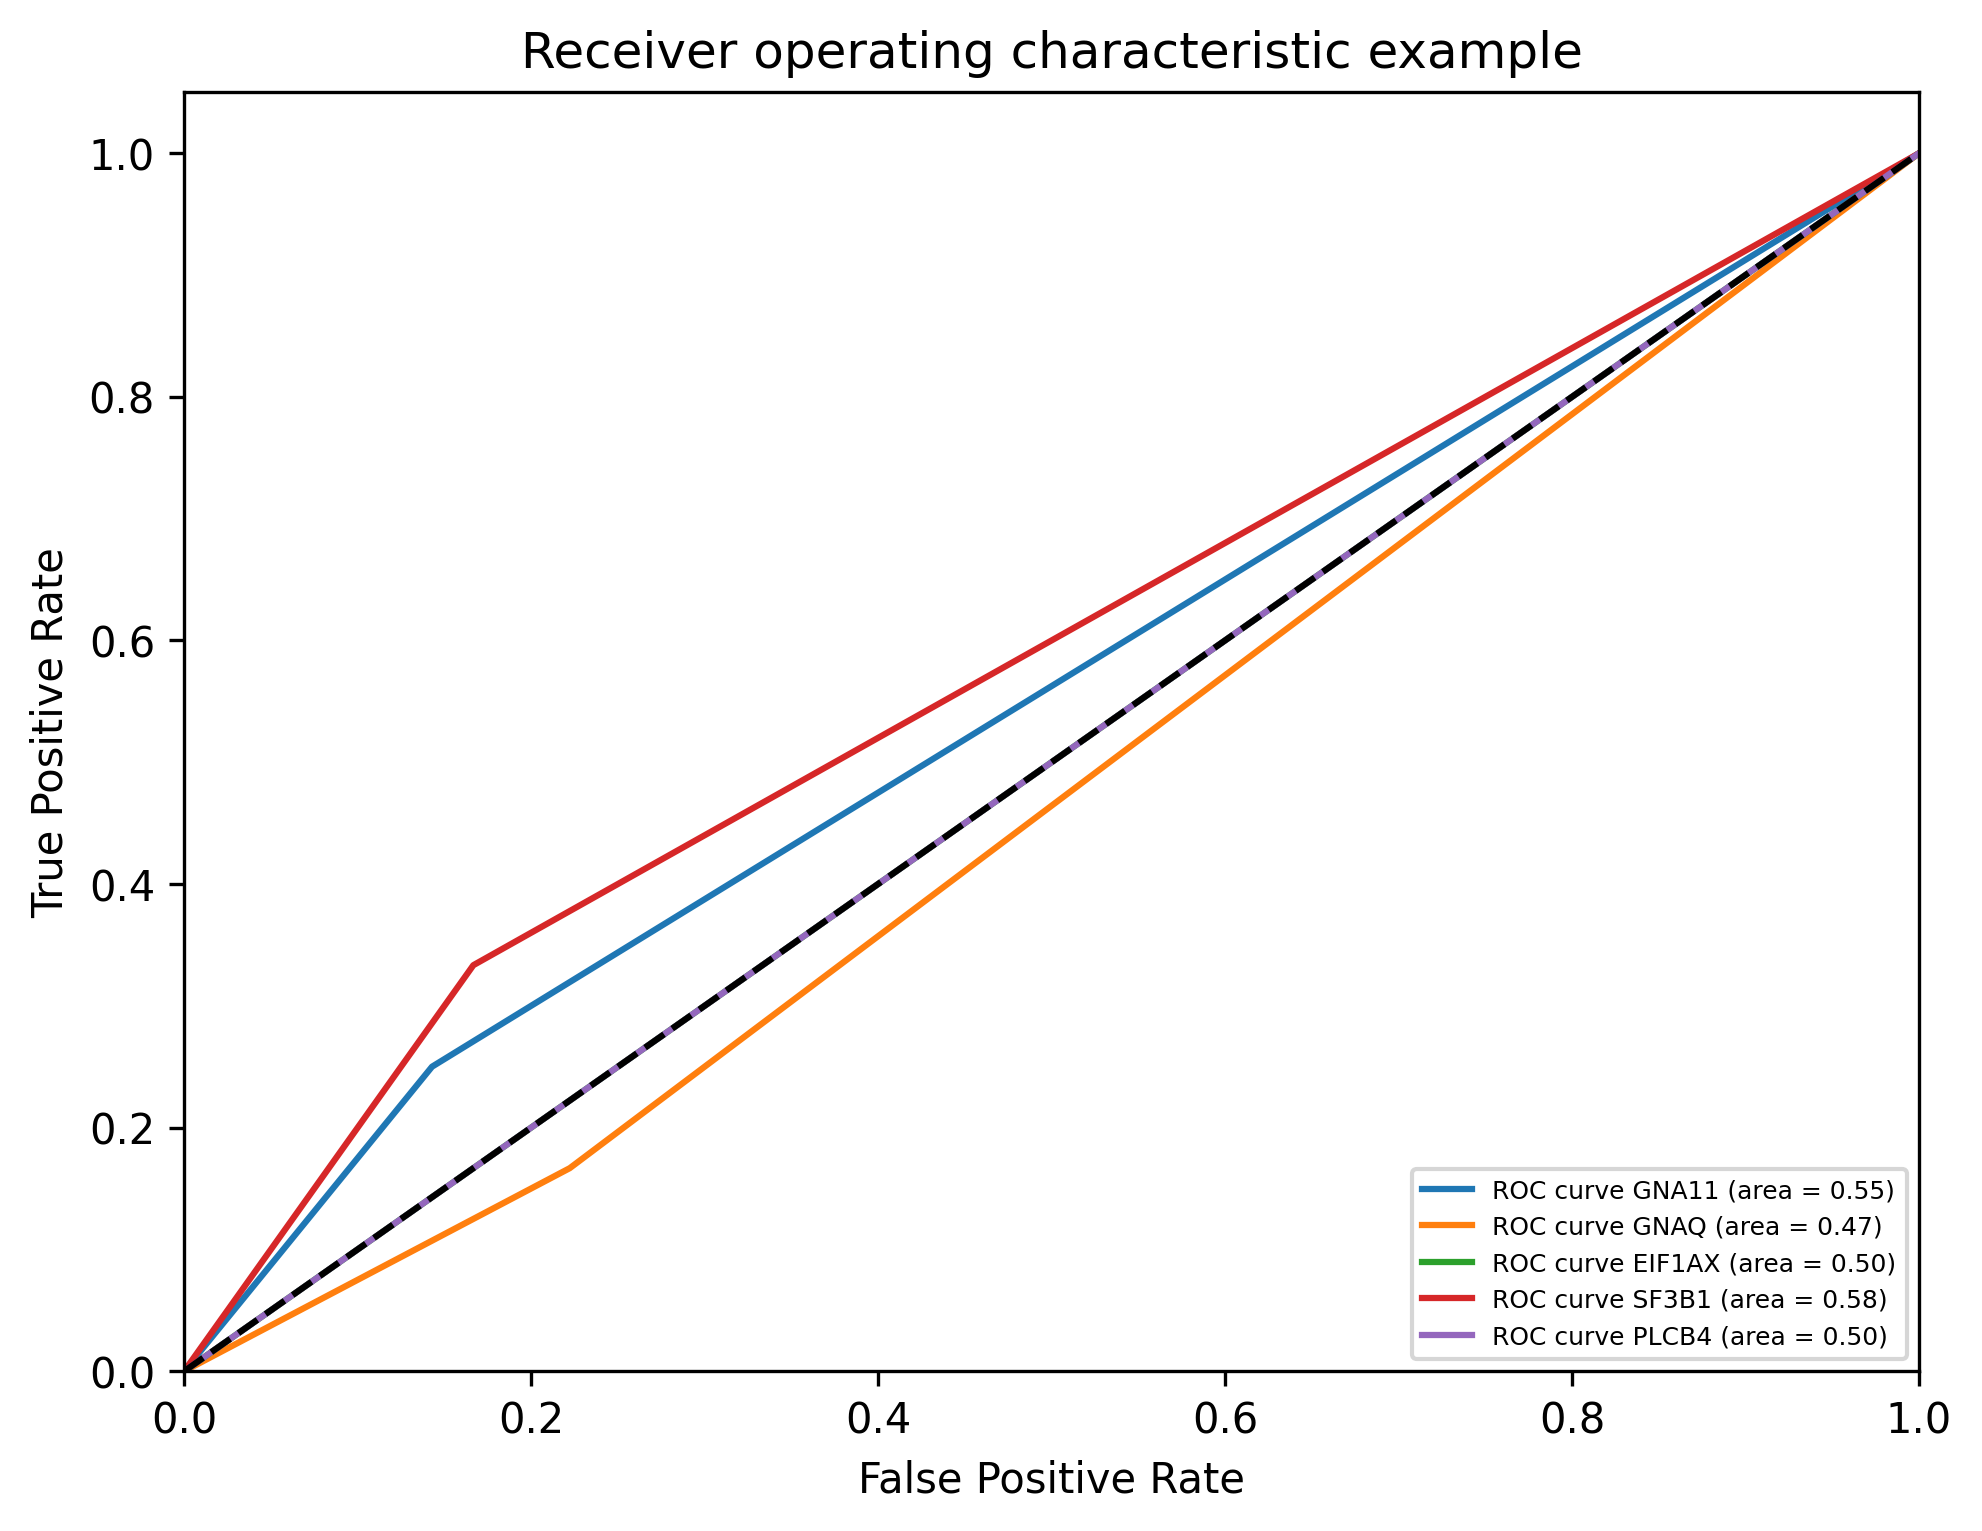 Receiver operating characteristic example
True Positive Rate
1.0
0.8
0.6
0.4
0.2
0.0
ROC curve GNA11 (area = 0.55)
ROC curve GNAQ (area = 0.47)
ROC curve EIF1AX (area = 0.50)
ROC curve SF3B1 (area = 0.58)
ROC curve PLCB4 (area = 0.50)
0.0 0.2 0.4 0.6 0.8 1.0
False Positive Rate